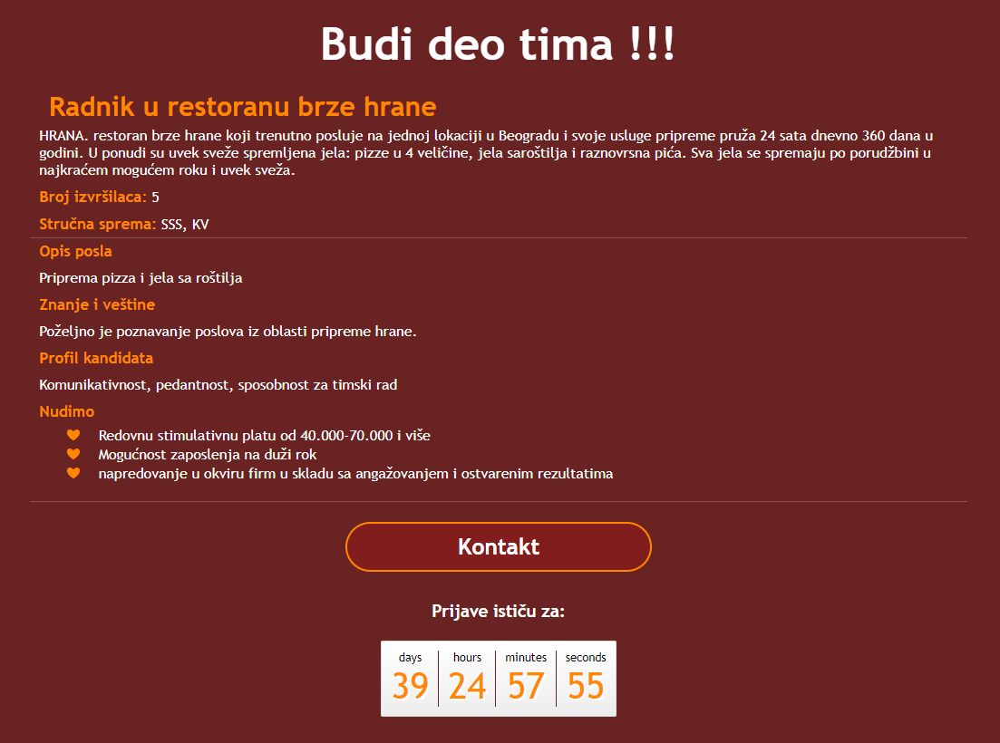 Budi deo tima !!!
Radnik u restoranu brze hrane
HRANA. restoran brze hrane koji trenutno posluje na jednoj lokaciji u Beogradu i svoje usluge pripreme pruža 24 sata dnevno 360 dana u
godini. U ponudi su uvek sveže spremljena jela: pizze u 4 veličine, jela saroštilja i raznovrsna pića. Sva jela se spremaju po porudžbini u
najkraćem mogućem roku i uvek sveža.
Broj izvršilaca: 5
Stručna sprema: SSS, KV
Opis posla
Priprema pizza i jela sa roštilja
Znanje i veštine
Poželjno je poznavanje poslova iz oblasti pripreme hrane.
Profil kandidata
Komunikativnost, pedantnost, sposobnost za timski rad
Nudimo
Redovnu stimulativnu platu od 40.000-70.000 i više
Mogućnost zaposlenja na duži rok
napredovanje u okviru firm u skladu sa angažovanjem i ostvarenim rezultatima
Kontakt
Prijave ističu za:
days hours minutes seconds
39 24 57 55